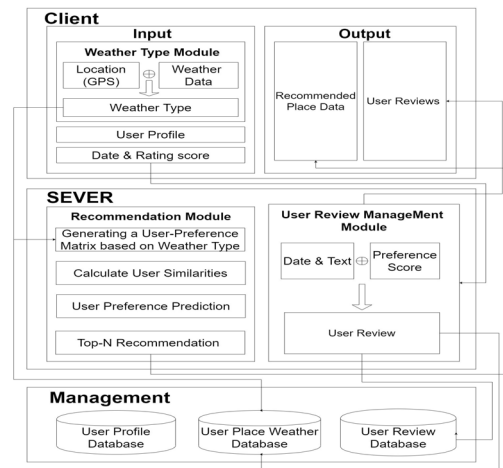 Client
Input
Weather Type Module
Location
(GPS)
Weather
Data
Weather Type
User Profile
Date & Rating score
Output
Recommended
Place Data
User Reviews
SEVER
Recommendation Module
Generating a User-Preference
Matrix based on Weather Type
Calculate User Similarities
User Preference Prediction
Top-N Recommendation
User Review ManageMent
Module
Date & Text
Preference
Score
User Review
Management
User Profile
Database
User Place Weather
Database
User Review
Database